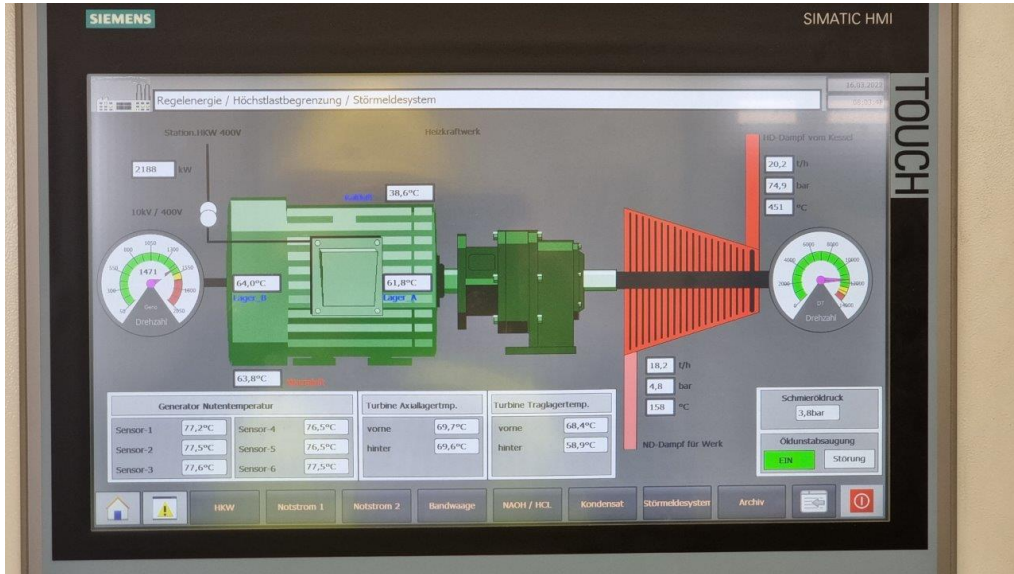 SIEMENS
SIMATIC HMI
TOUCH
Regelenergie / Höchstlastbegrenzung / Störmeldesystem
Station.HKW 400V
Heizkraftwerk
HD-Dampf vom Kessel
2188 kW
20,2 t/h
74,9 bar
451 °C
38,6°C
10kV / 400V
1471
Drehzahl
64,0°C
Lager_B
61,8°C
Lager_A
DT
Drehzahl
63,8°C
18,2 t/h
4,8 bar
158 °C
ND-Dampf für Werk
Generator Nutentemperatur
Sensor-1 77,2°C Sensor-4 76,5°C
Sensor-2 77,5°C Sensor-5 76,5°C
Sensor-3 77,6°C Sensor-6 77,5°C
Turbine Axiallagertmp.
vorne 69,7°C
hinter 69,6°C
Turbine Traglagertemp.
vorne 68,4°C
hinter 58,9°C
Schmieröldruck
3,8bar
Öldunstabsaugung
EIN Störung
HKW Notstrom 1 Notstrom 2 Bandwaage NAOH / HCL Kondensat Störmeldesystem Archiv